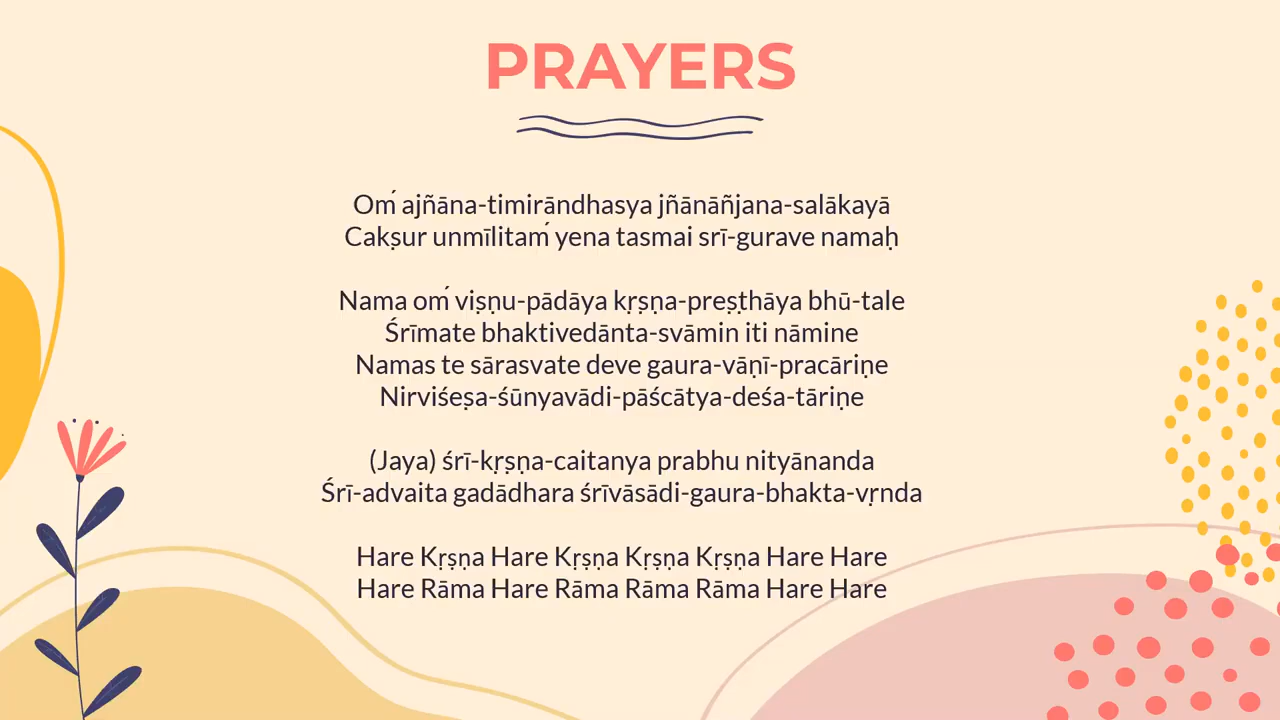 PRAYERS
Oḿ ajñāna-timirāndhasya jñānāñjana-salākayā
Cakṣur unmīlitaḿ yena tasmai srī-gurave namaḥ
Nama oḿ viṣṇu-pādāya kṛṣṇa-preṣṭhāya bhū-tale
Śrīmate bhaktivedānta-svāmin iti nāmine
Namas te sārasvate deve gaura-vāṇī-pracāriṇe
Nirviśeṣa-śūnyavādi-pāścātya-deśa-tāriṇe
(Jaya) śrī-kṛṣṇa-caitanya prabhu nityānanda
Śrī-advaita gadādhara śrīvāsādi-gaura-bhakta-vṛnda
Hare Kṛṣṇa Hare Kṛṣṇa Kṛṣṇa Kṛṣṇa Hare Hare
Hare Rāma Hare Rāma Rāma Rāma Hare Hare